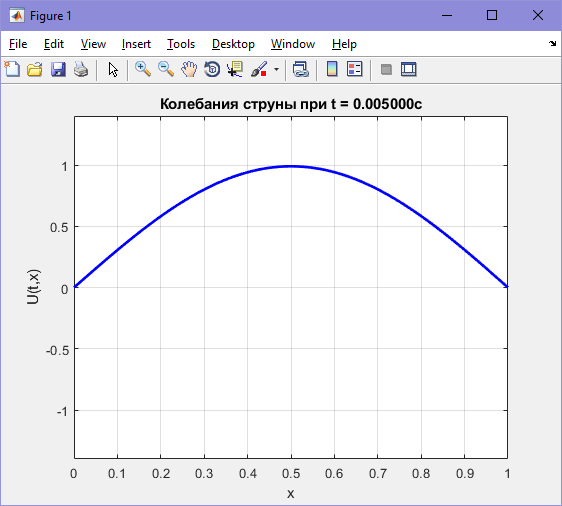 Figure 1
File Edit View Insert Tools Desktop Window Help
Колебания струны при t = 0.005000c
1
0.5
0
-0.5
-1
U(t,x)
0 0.1 0.2 0.3 0.4 0.5 0.6 0.7 0.8 0.9 1
x